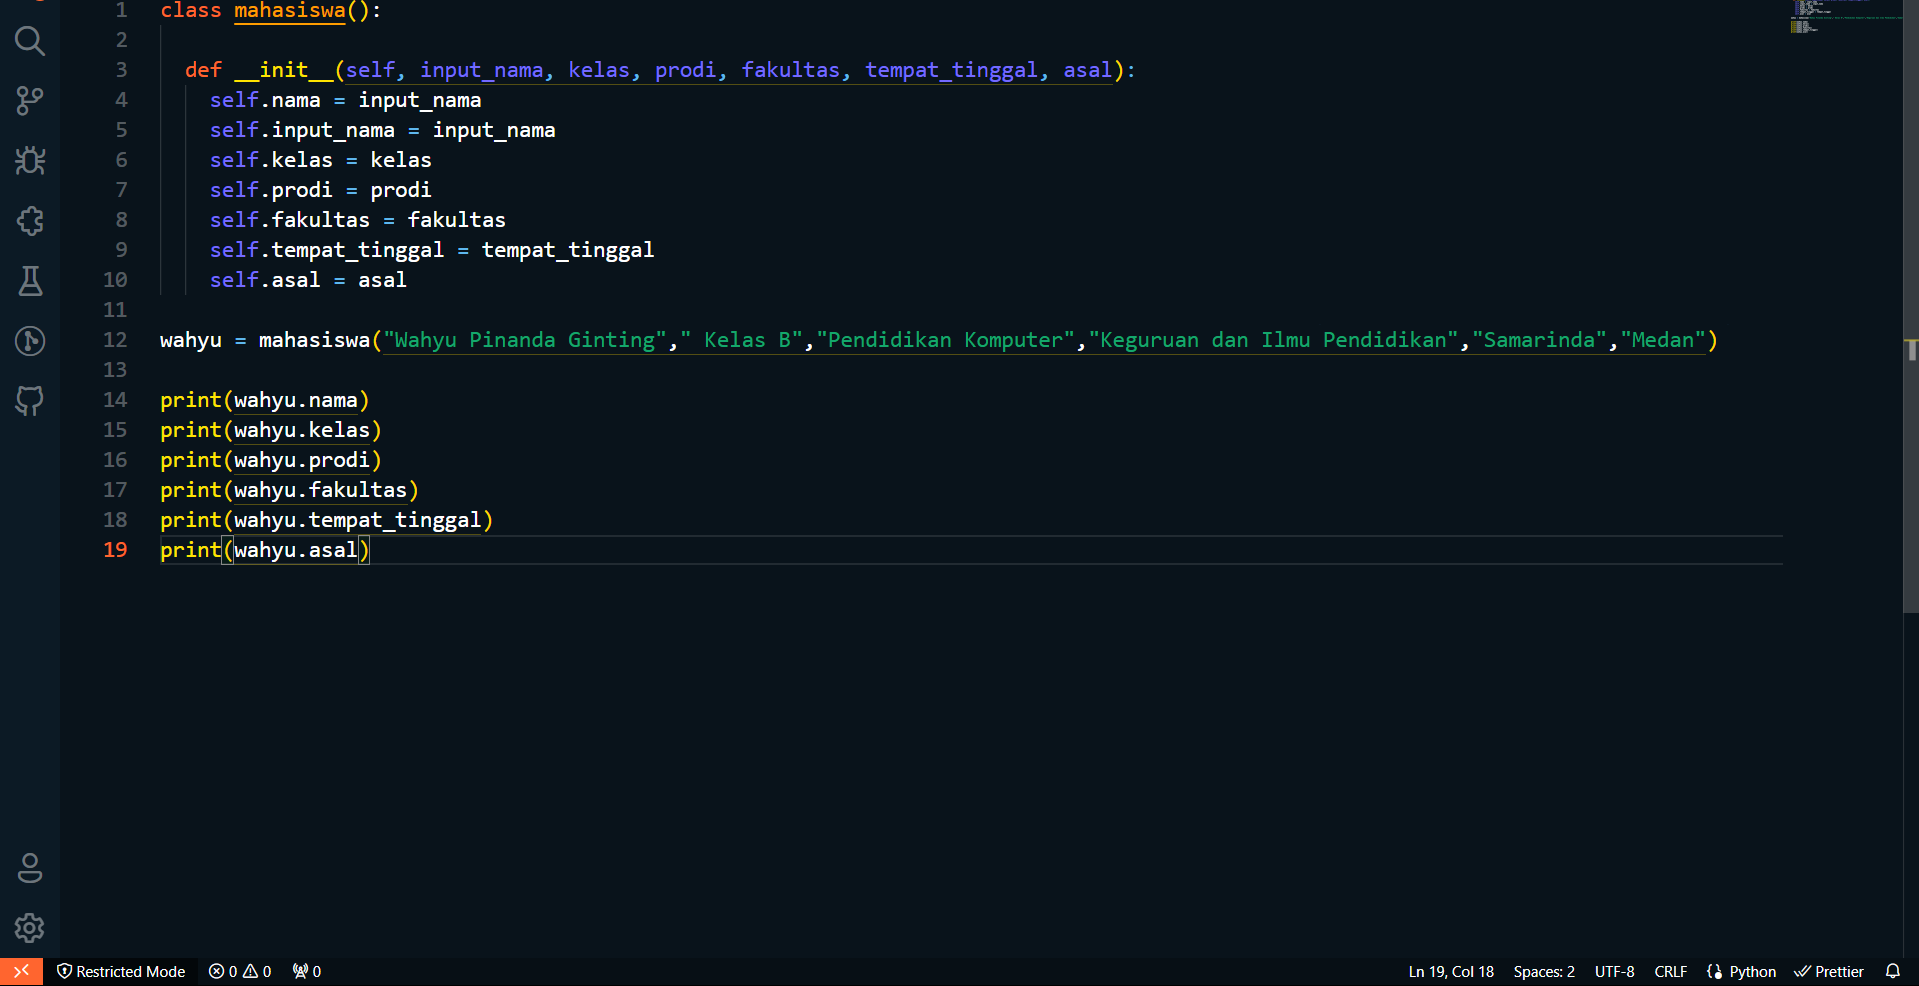 1 class mahasiswa():
2
3   def __init__(self, input_nama, kelas, prodi, fakultas, tempat_tinggal, asal):
4     self.nama = input_nama
5     self.input_nama = input_nama
6     self.kelas = kelas
7     self.prodi = prodi
8     self.fakultas = fakultas
9     self.tempat_tinggal = tempat_tinggal
10     self.asal = asal
11
12 wahyu = mahasiswa("Wahyu Pinanda Ginting"," Kelas B","Pendidikan Komputer","Keguruan dan Ilmu Pendidikan","Samarinda","Medan")
13
14 print(wahyu.nama)
15 print(wahyu.kelas)
16 print(wahyu.prodi)
17 print(wahyu.fakultas)
18 print(wahyu.tempat_tinggal)
19 print(wahyu.asal)
Restricted Mode 0 0 0 Ln 19, Col 18 Spaces: 2 UTF-8 CRLF Python Prettier